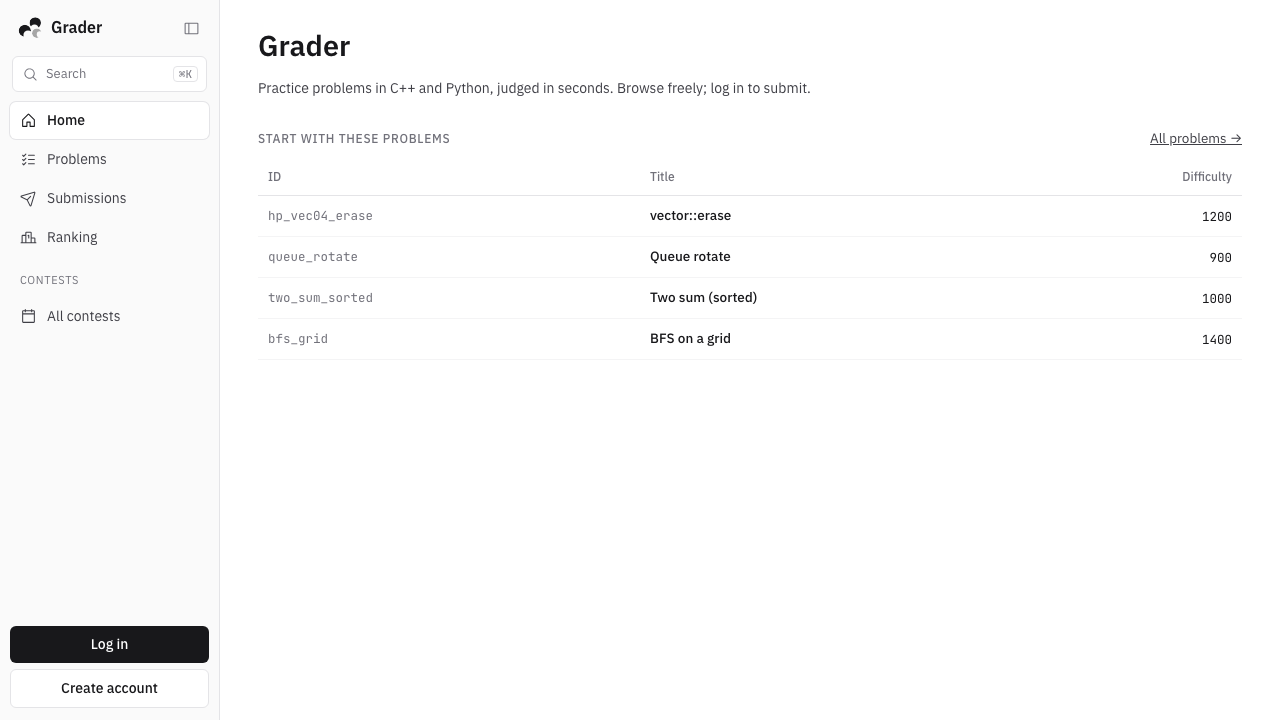 Grader
Search ⌘K
Home
Problems
Submissions
Ranking
CONTESTS
All contests
Log in
Create account
Grader
Practice problems in C++ and Python, judged in seconds. Browse freely; log in to submit.
START WITH THESE PROBLEMS All problems →
ID Title Difficulty
hp_vec04_erase vector::erase 1200
queue_rotate Queue rotate 900
two_sum_sorted Two sum (sorted) 1000
bfs_grid BFS on a grid 1400